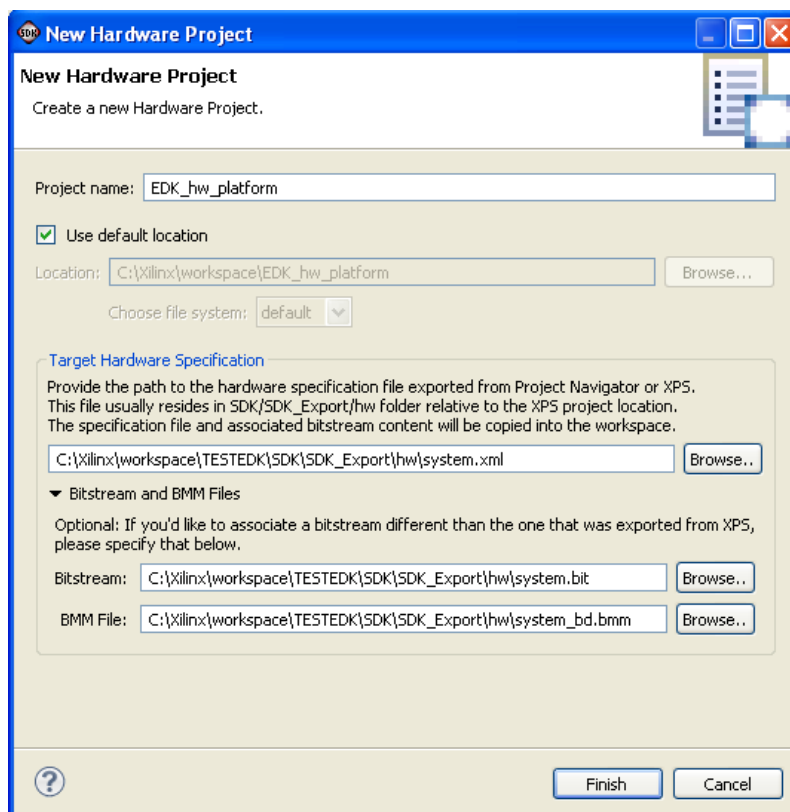 SDK New Hardware Project
New Hardware Project
Create a new Hardware Project.
Project name: EDK_hw_platform
Use default location
Location: C:\Xilinx\workspace\EDK_hw_platform Browse...
Choose file system: default
Target Hardware Specification
Provide the path to the hardware specification file exported from Project Navigator or XPS.
This file usually resides in SDK/SDK_Export/hw folder relative to the XPS project location.
The specification file and associated bitstream content will be copied into the workspace.
C:\Xilinx\workspace\TESTEDK\SDK\SDK_Export\hw\system.xml Browse..
Bitstream and BMM Files
Optional: If you'd like to associate a bitstream different than the one that was exported from XPS,
please specify that below.
Bitstream: C:\Xilinx\workspace\TESTEDK\SDK\SDK_Export\hw\system.bit Browse..
BMM File: C:\Xilinx\workspace\TESTEDK\SDK\SDK_Export\hw\system_bd.bmm Browse..
? Finish Cancel